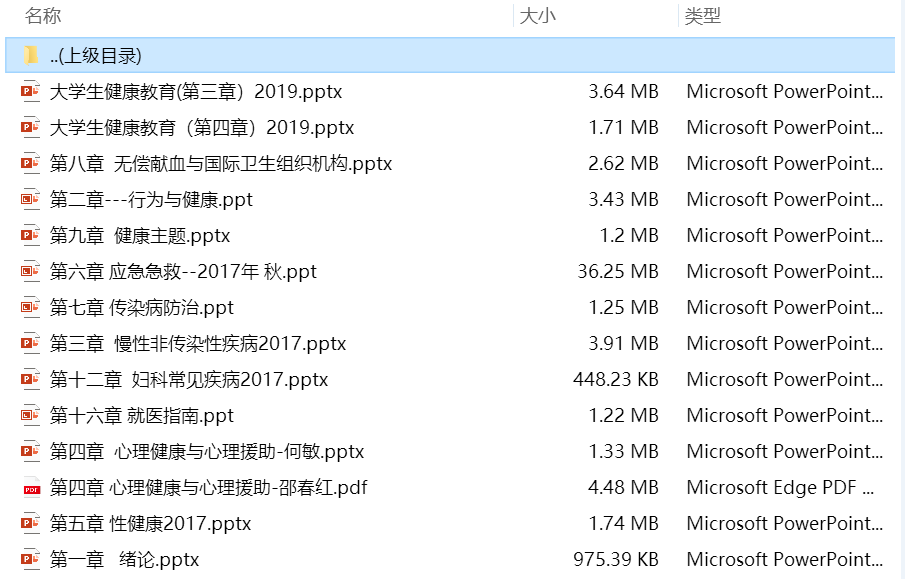 名称 大小 类型
..(上级目录)
大学生健康教育(第三章）2019.pptx 3.64 MB Microsoft PowerPoint...
大学生健康教育（第四章）2019.pptx 1.71 MB Microsoft PowerPoint...
第八章 无偿献血与国际卫生组织机构.pptx 2.62 MB Microsoft PowerPoint...
第二章---行为与健康.ppt 3.43 MB Microsoft PowerPoint...
第九章 健康主题.pptx 1.2 MB Microsoft PowerPoint...
第六章 应急急救--2017年 秋.ppt 36.25 MB Microsoft PowerPoint...
第七章 传染病防治.ppt 1.25 MB Microsoft PowerPoint...
第三章 慢性非传染性疾病2017.pptx 3.91 MB Microsoft PowerPoint...
第十二章 妇科常见疾病2017.pptx 448.23 KB Microsoft PowerPoint...
第十六章 就医指南.ppt 1.22 MB Microsoft PowerPoint...
第四章 心理健康与心理援助-何敏.pptx 1.33 MB Microsoft PowerPoint...
第四章 心理健康与心理援助-邵春红.pdf 4.48 MB Microsoft Edge PDF ...
第五章 性健康2017.pptx 1.74 MB Microsoft PowerPoint...
第一章 绪论.pptx 975.39 KB Microsoft PowerPoint...